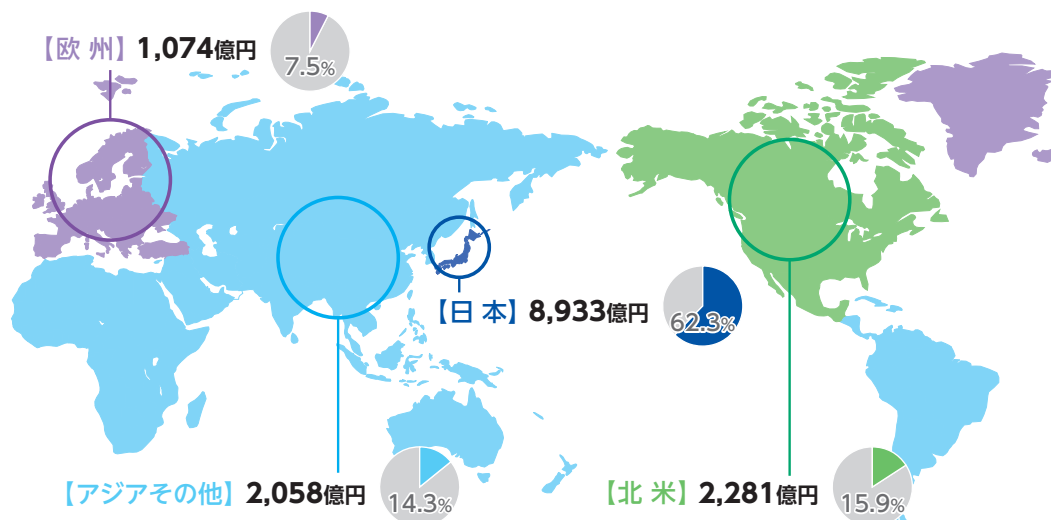 【欧 州】 1,074億円
7.5%
【日 本】 8,933億円
62.3%
【アジアその他】 2,058億円
14.3%
【北 米】 2,281億円
15.9%